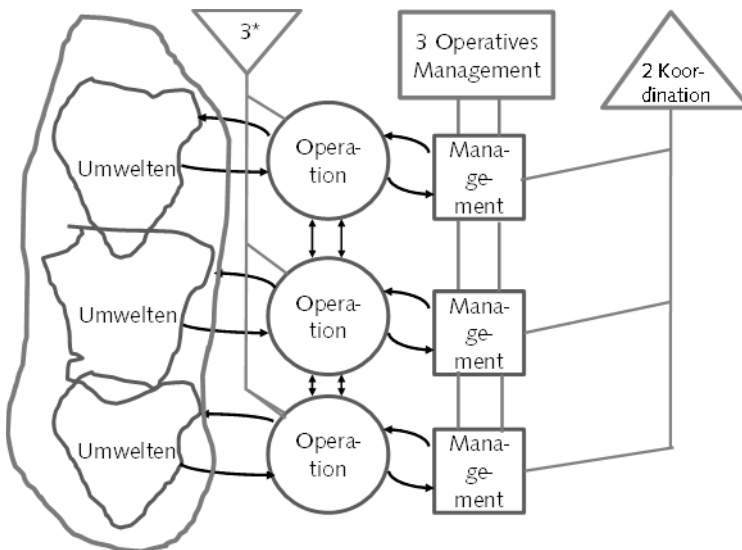 3*
3 Operatives
Management
2 Koor-
dination
Umwelten
Opera-
tion
Mana-
ge-
ment
Umwelten
Opera-
tion
Mana-
ge-
ment
Umwelten
Opera-
tion
Mana-
ge-
ment